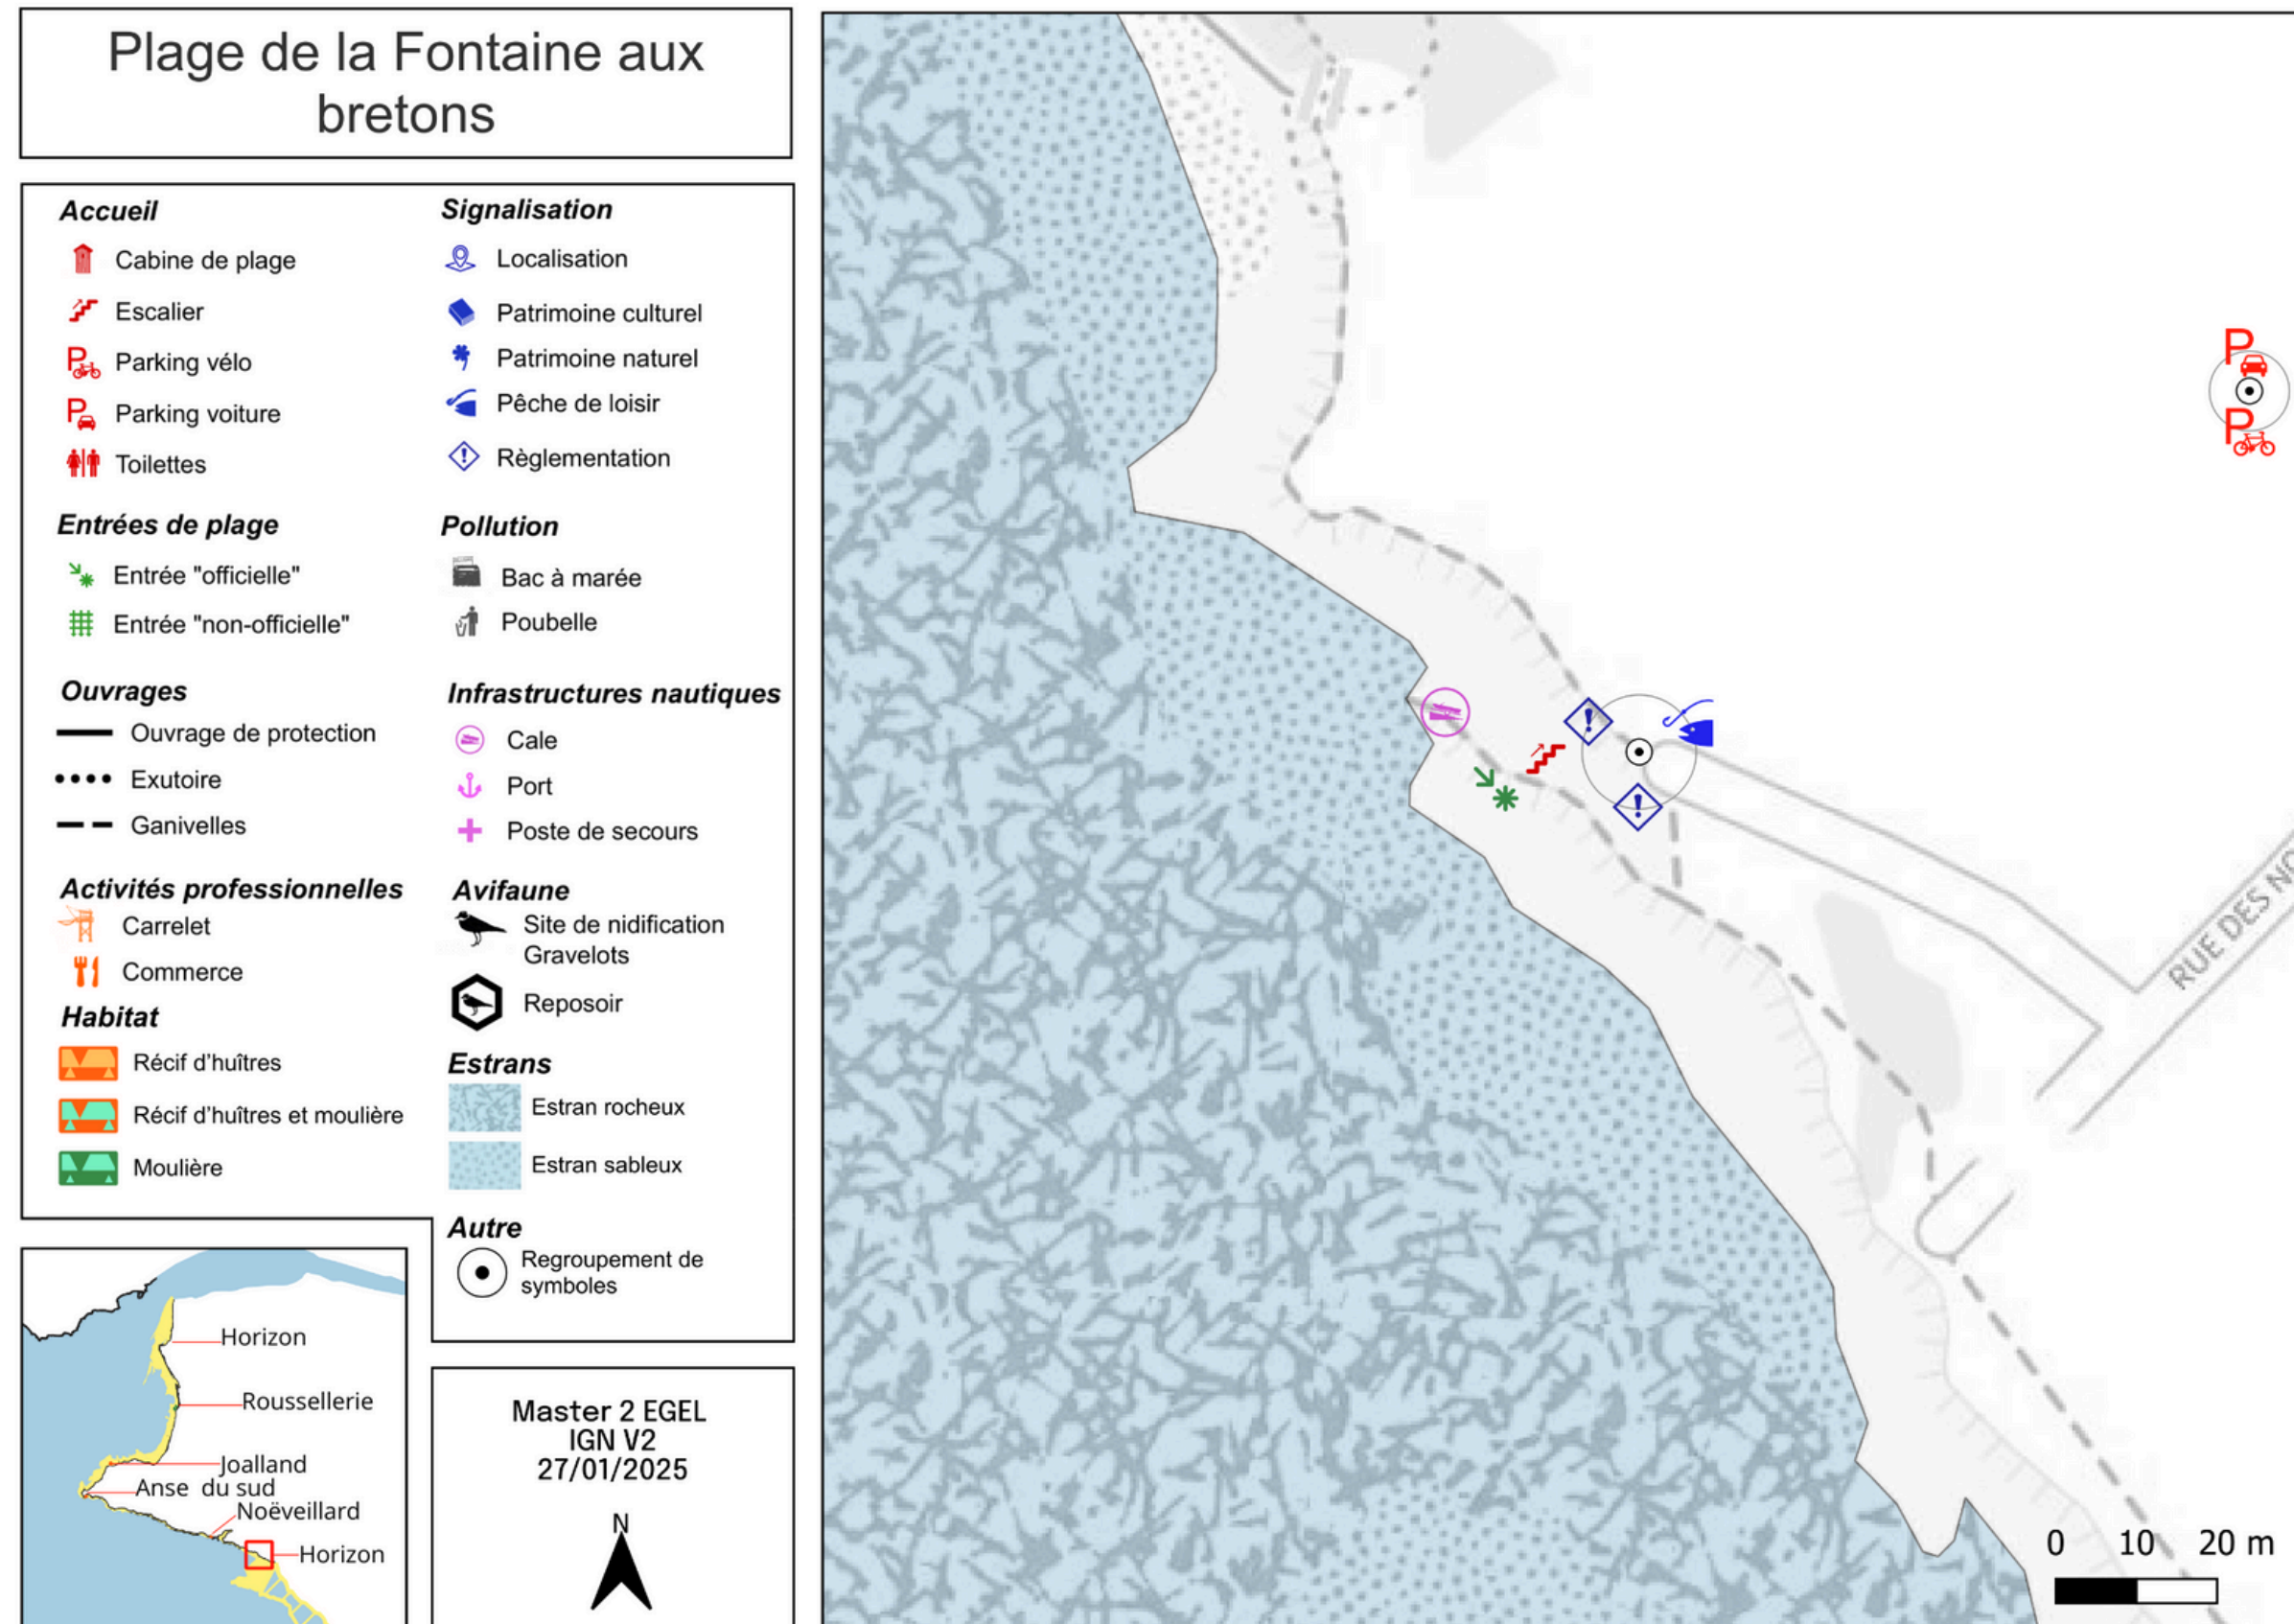 Plage de la Fontaine aux
bretons
Accueil
Cabine de plage
Escalier
P Parking vélo
P Parking voiture
Toilettes
Entrées de plage
Entrée "officielle"
Entrée "non-officielle"
Ouvrages
Ouvrage de protection
Exutoire
Ganivelles
Activités professionnelles
Carrelet
Commerce
Habitat
Récif d'huîtres
Récif d'huîtres et moulière
Moulière
Signalisation
Localisation
Patrimoine culturel
Patrimoine naturel
Pêche de loisir
! Règlementation
Pollution
Bac à marée
Poubelle
Infrastructures nautiques
Cale
Port
Poste de secours
Avifaune
Site de nidification
Gravelots
Reposoir
Estrans
Estran rocheux
Estran sableux
Autre
Regroupement de
symboles
Horizon
Roussellerie
Joalland
Anse du sud
Noëveillard
Horizon
Master 2 EGEL
IGN V2
27/01/2025
N
P
P
!
!
RUE DES
0 10 20 m